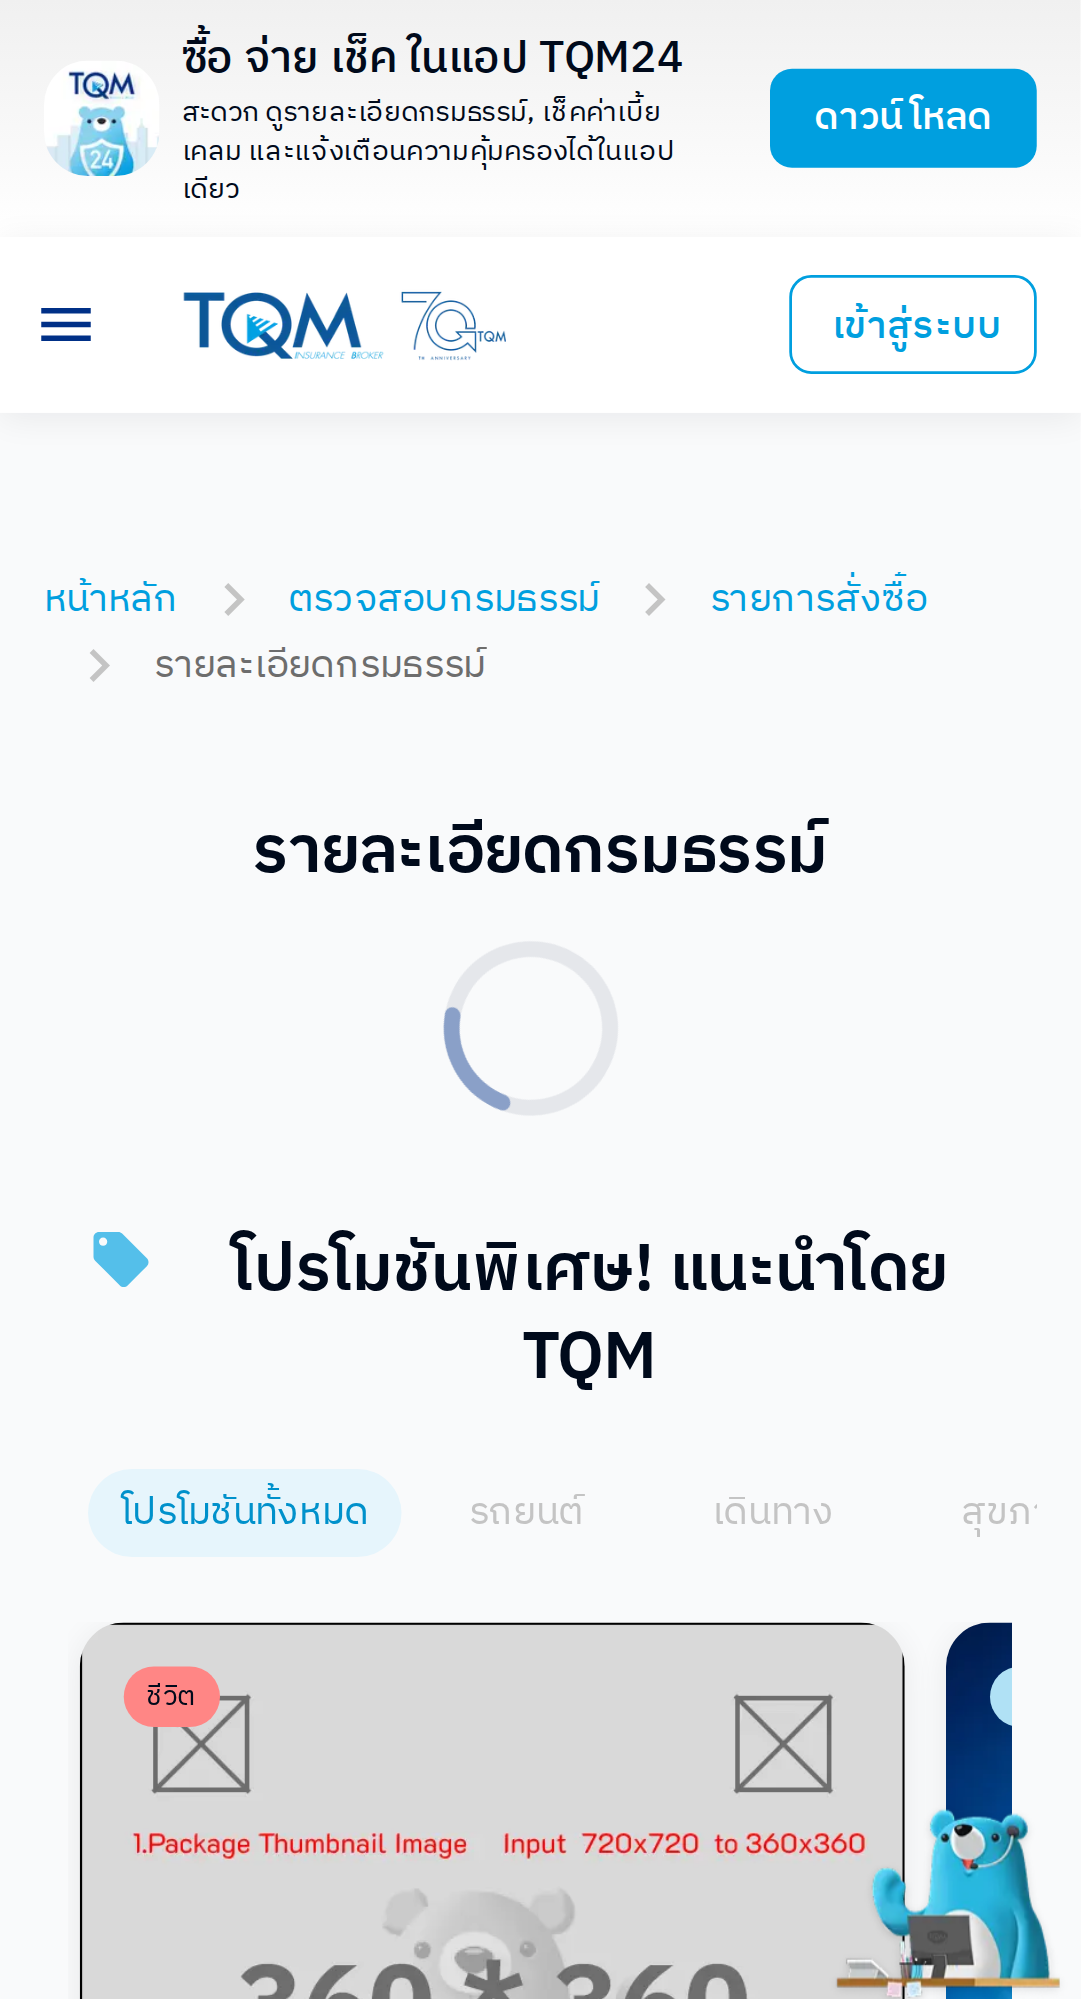 ซื้อ จ่าย เช็ค ในแอป TQM24
TQM
24
สะดวก ดูรายละเอียดกรมธรรม์, เช็คค่าเบี้ย
เคลม และแจ้งเตือนความคุ้มครองได้ในแอป
เดียว
ดาวน์โหลด
TQM
INSURANCE BROKER
70 TQM
TH ANNIVERSARY
เข้าสู่ระบบ
หน้าหลัก ตรวจสอบกรมธรรม์ รายการสั่งซื้อ
รายละเอียดกรมธรรม์
รายละเอียดกรมธรรม์
โปรโมชันพิเศษ! แนะนำโดย
TQM
โปรโมชันทั้งหมด รถยนต์ เดินทาง
ชีวิต
1.Package Thumbnail Image Input 720x720 to 360x360
360 * 360